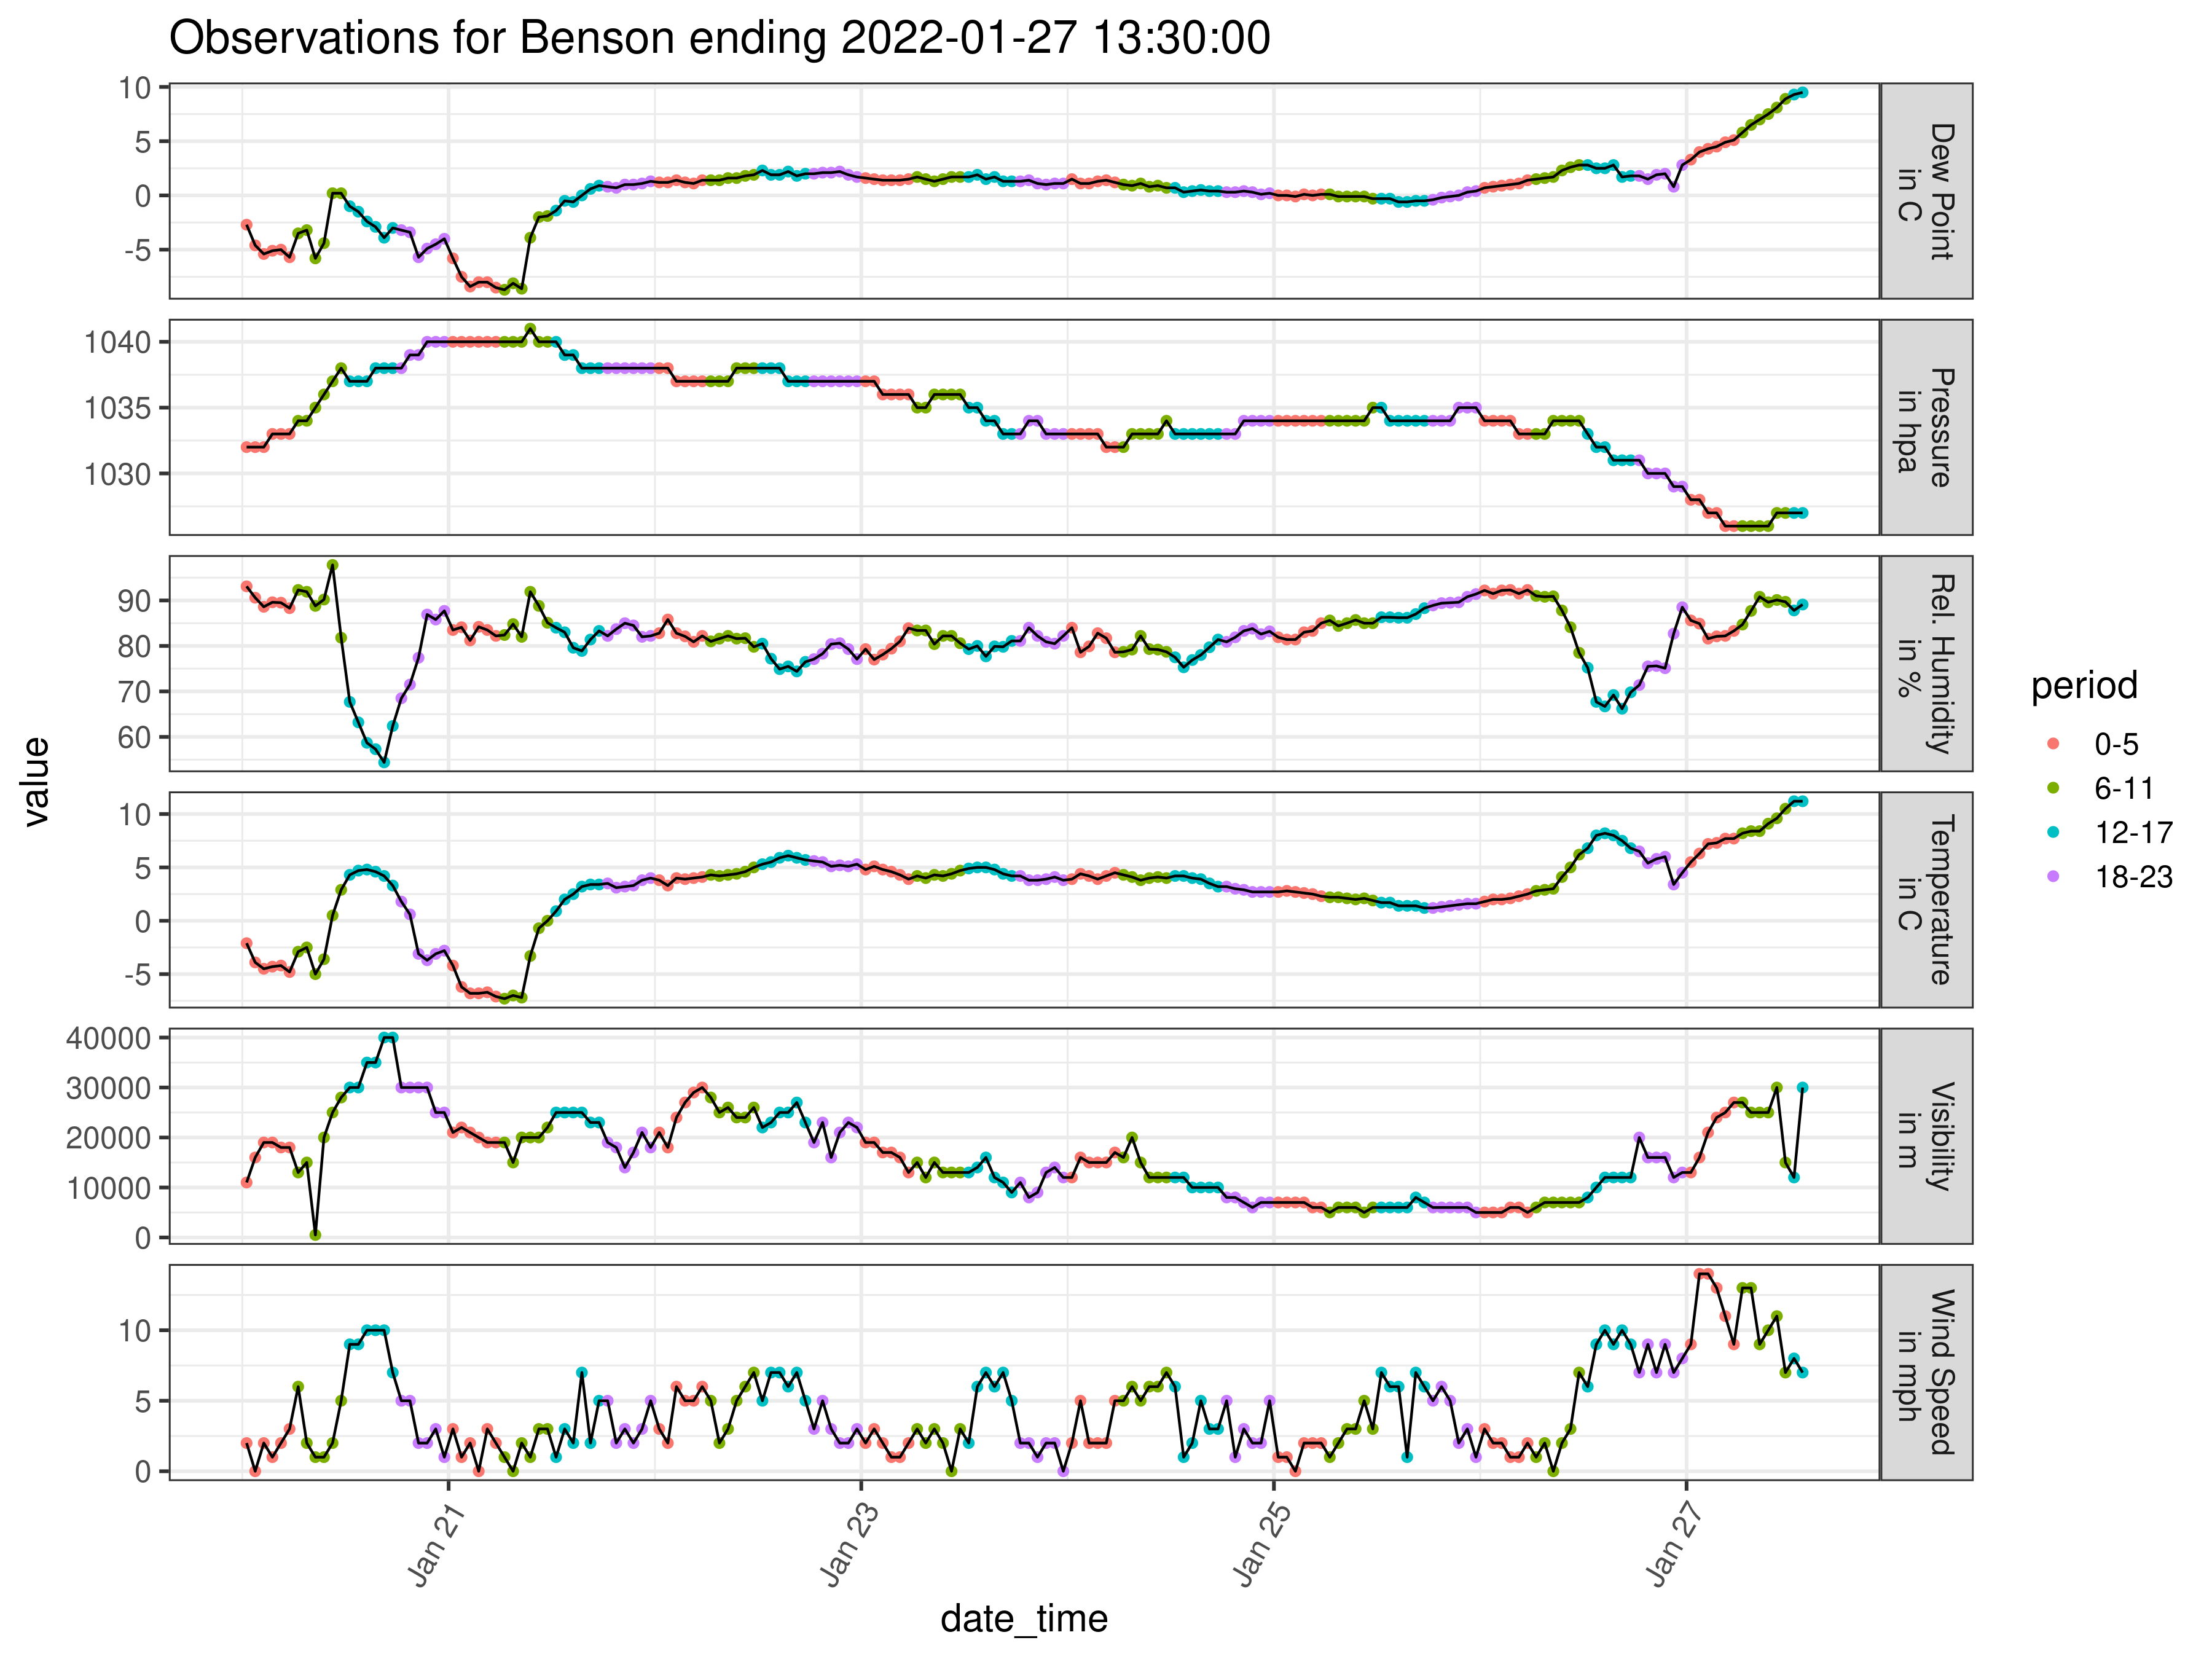 Observations for Benson ending 2022-01-27 13:30:00
10
5
0
-5
Dew Point
in C
1040
1035
1030
Pressure
in hpa
90
80
70
60
Rel. Humidity
in %
10
5
0
-5
Temperature
in C
40000
30000
20000
10000
0
Visibility
in m
10
5
0
Wind Speed
in mph
value
Jan 21
Jan 23
Jan 25
Jan 27
date_time
period
0-5
6-11
12-17
18-23